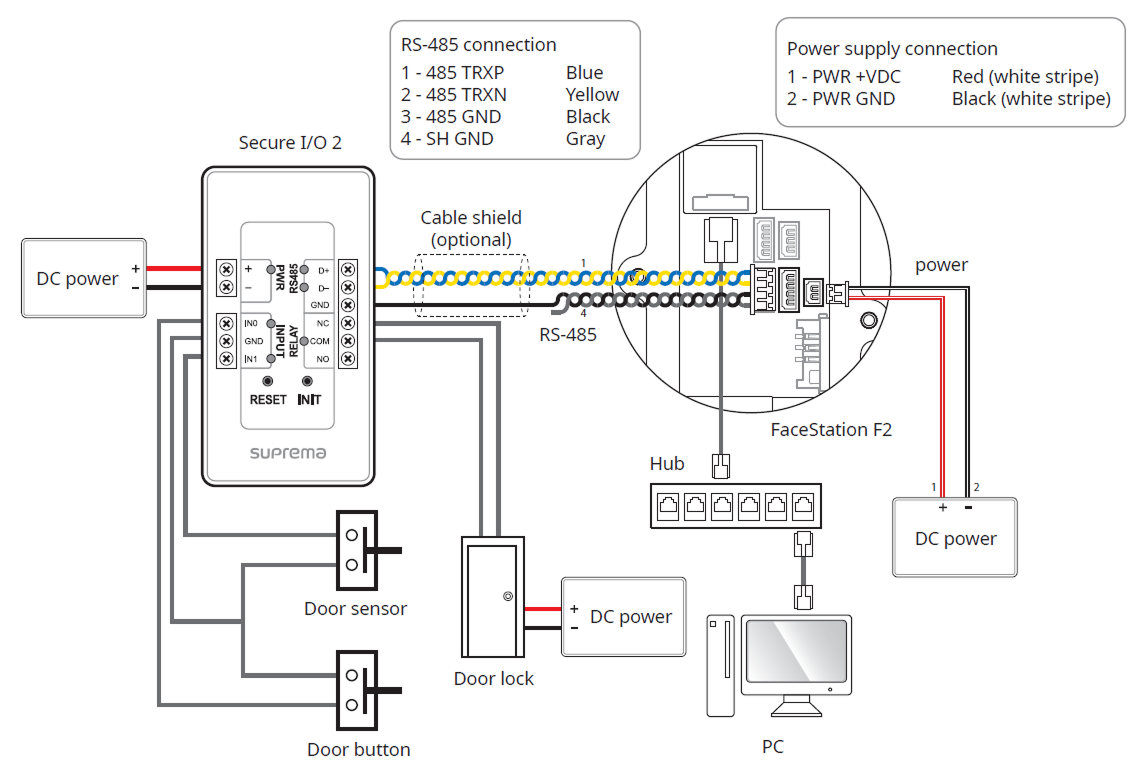 RS-485 connection
1 - 485 TRXP Blue
2 - 485 TRXN Yellow
3 - 485 GND Black
4 - SH GND Gray
Power supply connection
1 - PWR +VDC Red (white stripe)
2 - PWR GND Black (white stripe)
Secure I/O 2
Cable shield
(optional)
DC power
+
−
+
−
PWR
RS485
D+
D−
GND
IN0
GND
IN1
INPUT
RELAY
NC
COM
NO
RESET INIT
suprema
1
4
RS-485
power
FaceStation F2
Hub
1
2
+ −
DC power
Door sensor
+
−
DC power
Door lock
Door button
PC